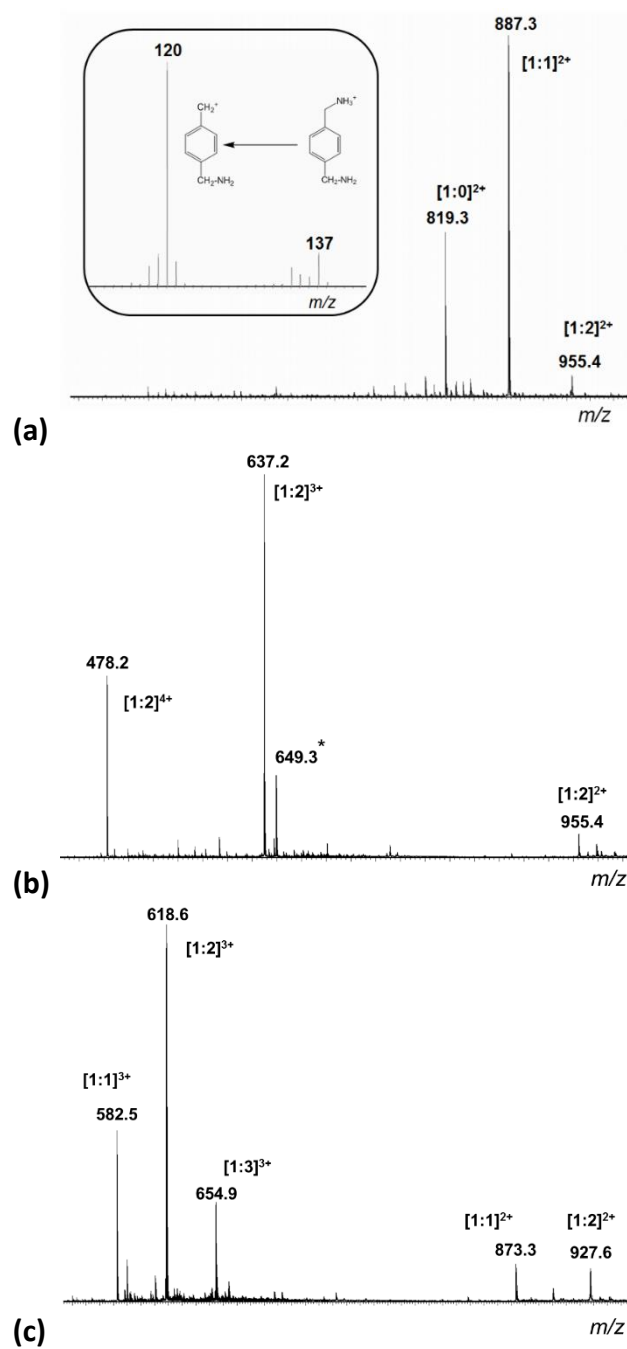 887.3
[1:1]²⁺
120
CH₂⁺
CH₂-NH₂
CH₂
NH₃⁺
CH₂-NH₂
137
m/z
[1:0]²⁺
819.3
[1:2]²⁺
955.4
m/z
(a)
637.2
[1:2]³⁺
478.2
[1:2]⁴⁺
649.3*
[1:2]²⁺
955.4
m/z
(b)
618.6
[1:2]³⁺
[1:1]³⁺
582.5
[1:3]³⁺
654.9
[1:1]²⁺
873.3
[1:2]²⁺
927.6
m/z
(c)